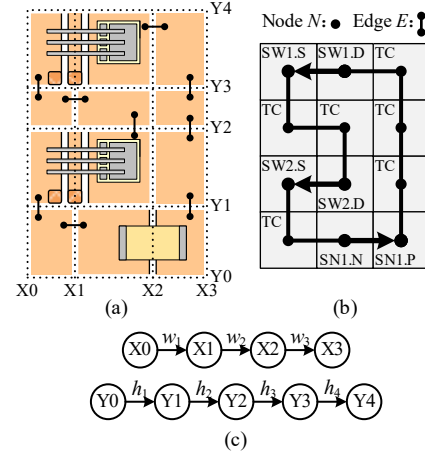 Y4
Y3
Y2
Y1
Y0
X0 X1 X2 X3
(a)
Node N: Edge E:
SW1.S SW1.D TC
TC TC TC
SW2.S SW2.D TC
TC SN1.N SN1.P
(b)
X0 w1 X1 w2 X2 w3 X3
Y0 h1 Y1 h2 Y2 h3 Y3 h4 Y4
(c)